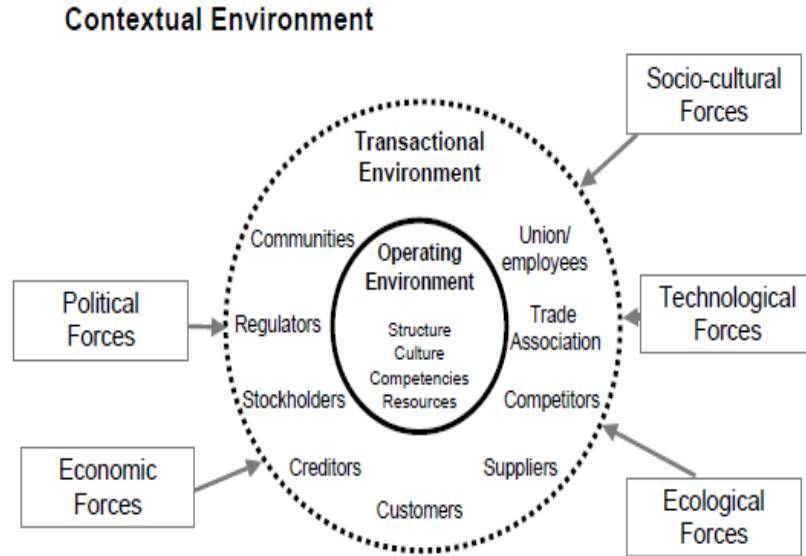 Contextual Environment
Socio-cultural
Forces
Transactional
Environment
Communities
Union/
employees
Operating
Environment
Political
Forces
Regulators
Structure
Culture
Competencies
Resources
Trade
Association
Technological
Forces
Stockholders
Competitors
Economic
Forces
Creditors
Suppliers
Customers
Ecological
Forces